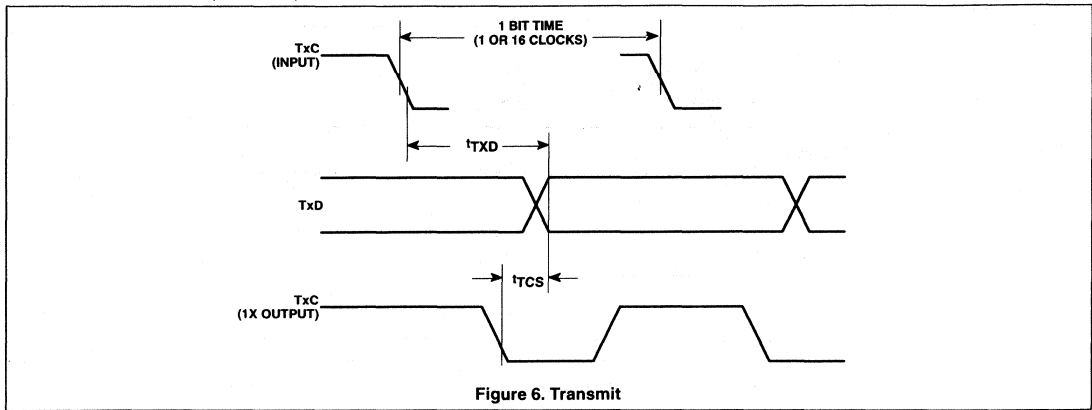 1 BIT TIME
(1 OR 16 CLOCKS)
TxC
(INPUT)
tTXD
TxD
tTCS
TxC
(1X OUTPUT)
Figure 6. Transmit